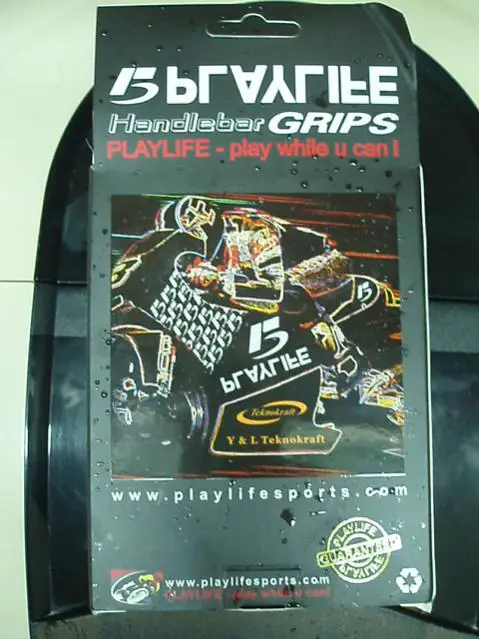 PLAYLIFE
Handlebar GRIPS
PLAYLIFE - play while u can !
PLAYLIFE
Teknokraft
Y & L Teknokraft
www.playlifesports.com
PLAYLIFE
GUARANTEED
PLAYLIFE
www.playlifesports.com
PLAYLIFE - play while u can!